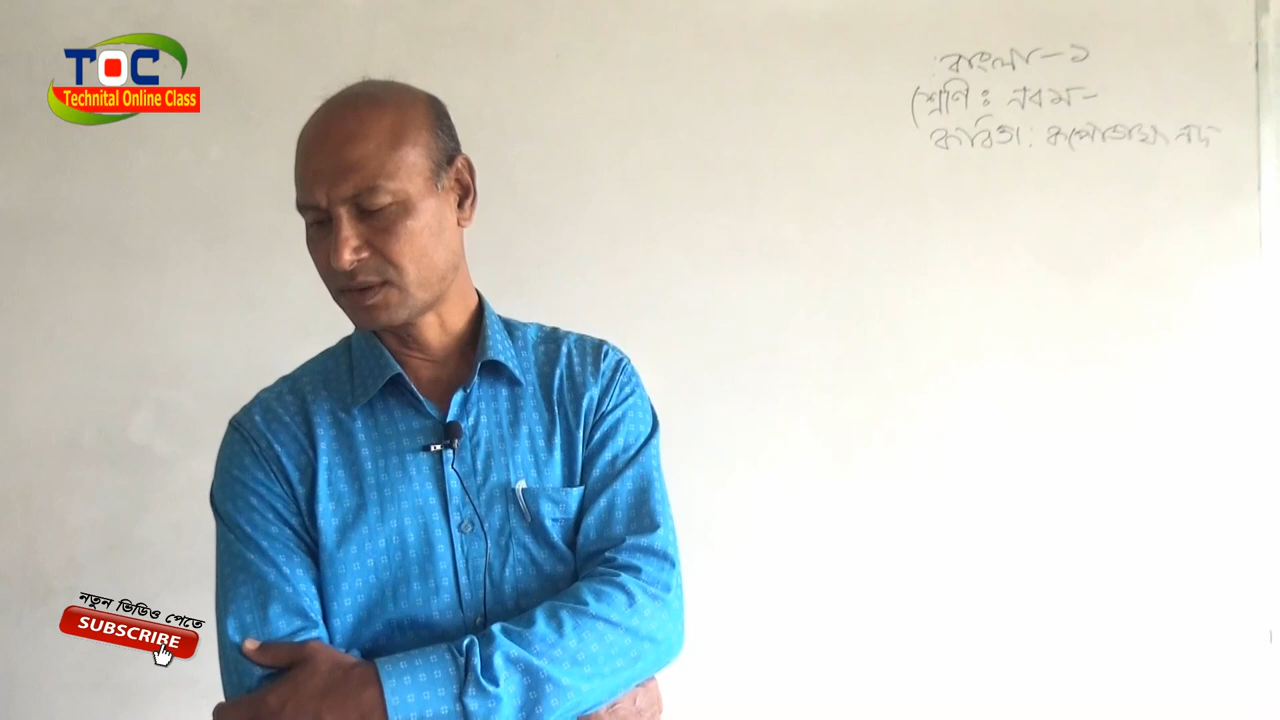 TOC
Technital Online Class
বাংলা-১
শ্রেণি : নবম-
কবিতা : কপোতাক্ষ নদ
নতুন ভিডিও পেতে
SUBSCRIBE